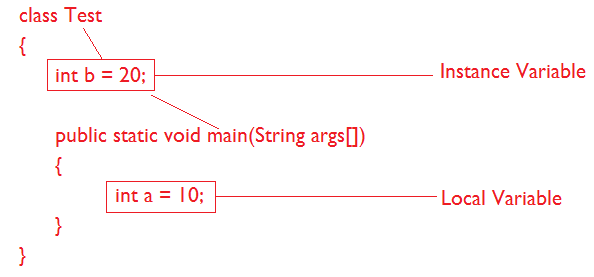 class Test
{
int b = 20; Instance Variable
public static void main(String args[])
{
int a = 10; Local Variable
}
}